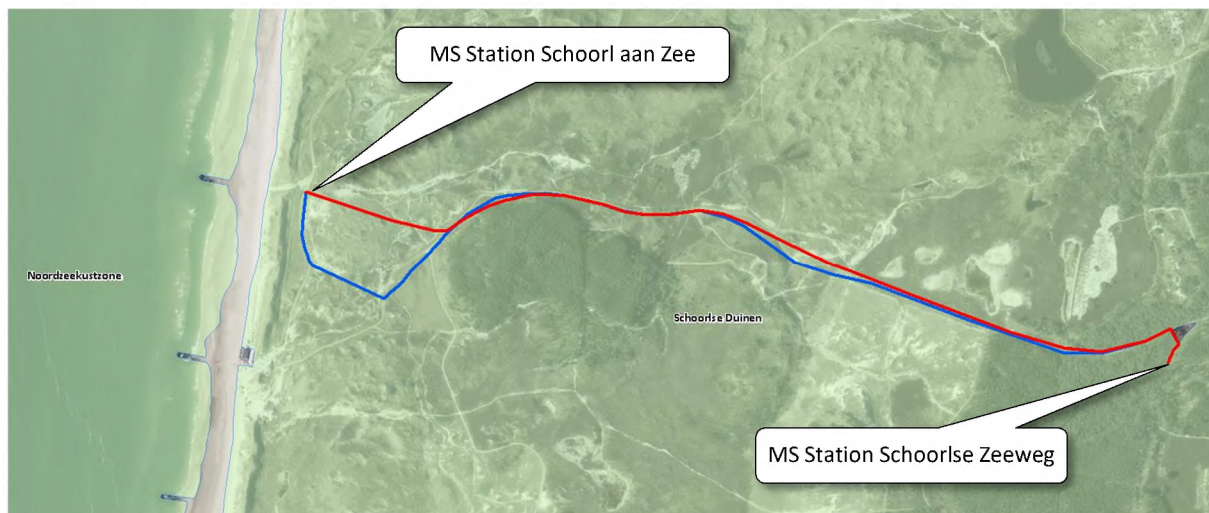 MS Station Schoorl aan Zee
Noordzeekustzone
Schoorlse Duinen
MS Station Schoorlse Zeeweg